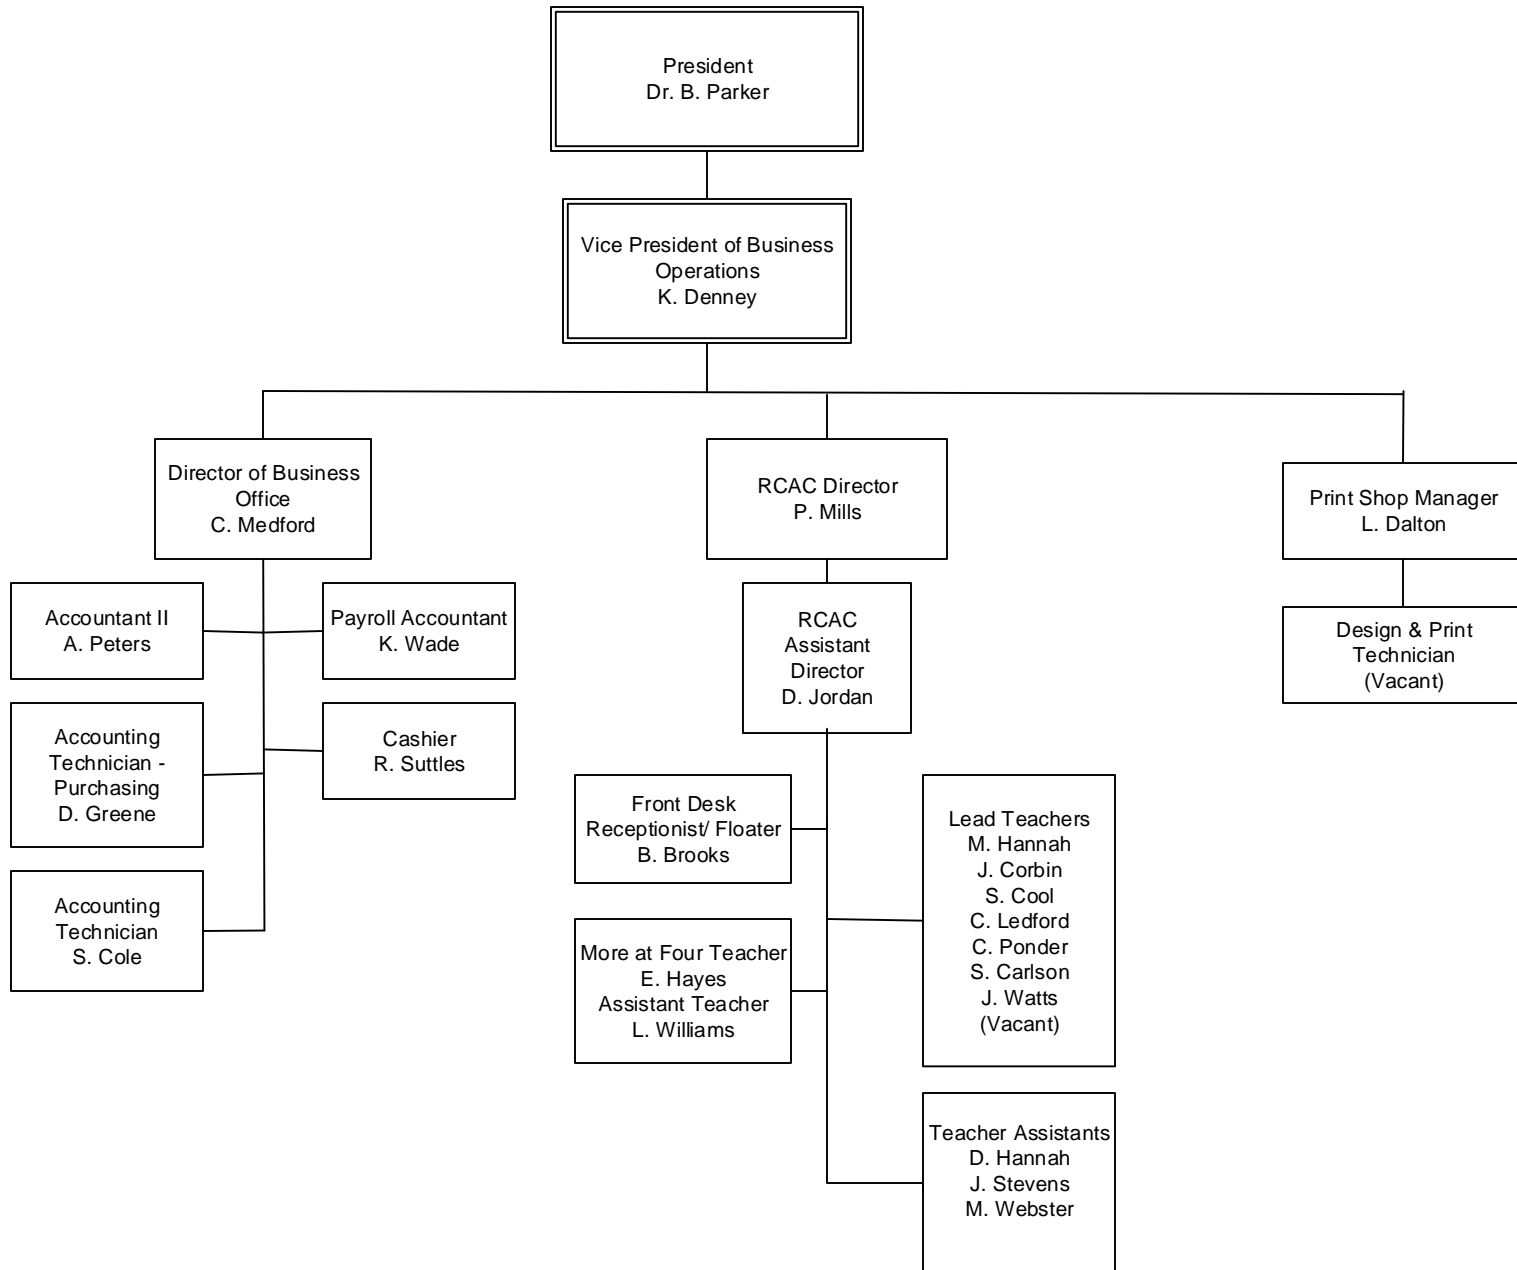 President
Dr. B. Parker
Vice President of Business
Operations
K. Denney
Director of Business
Office
C. Medford
RCAC Director
P. Mills
Print Shop Manager
L. Dalton
Accountant II
A. Peters
Payroll Accountant
K. Wade
RCAC
Assistant
Director
D. Jordan
Design & Print
Technician
(Vacant)
Accounting
Technician -
Purchasing
D. Greene
Cashier
R. Suttles
Accounting
Technician
S. Cole
Front Desk
Receptionist/ Floater
B. Brooks
Lead Teachers
M. Hannah
J. Corbin
S. Cool
C. Ledford
C. Ponder
S. Carlson
J. Watts
(Vacant)
More at Four Teacher
E. Hayes
Assistant Teacher
L. Williams
Teacher Assistants
D. Hannah
J. Stevens
M. Webster